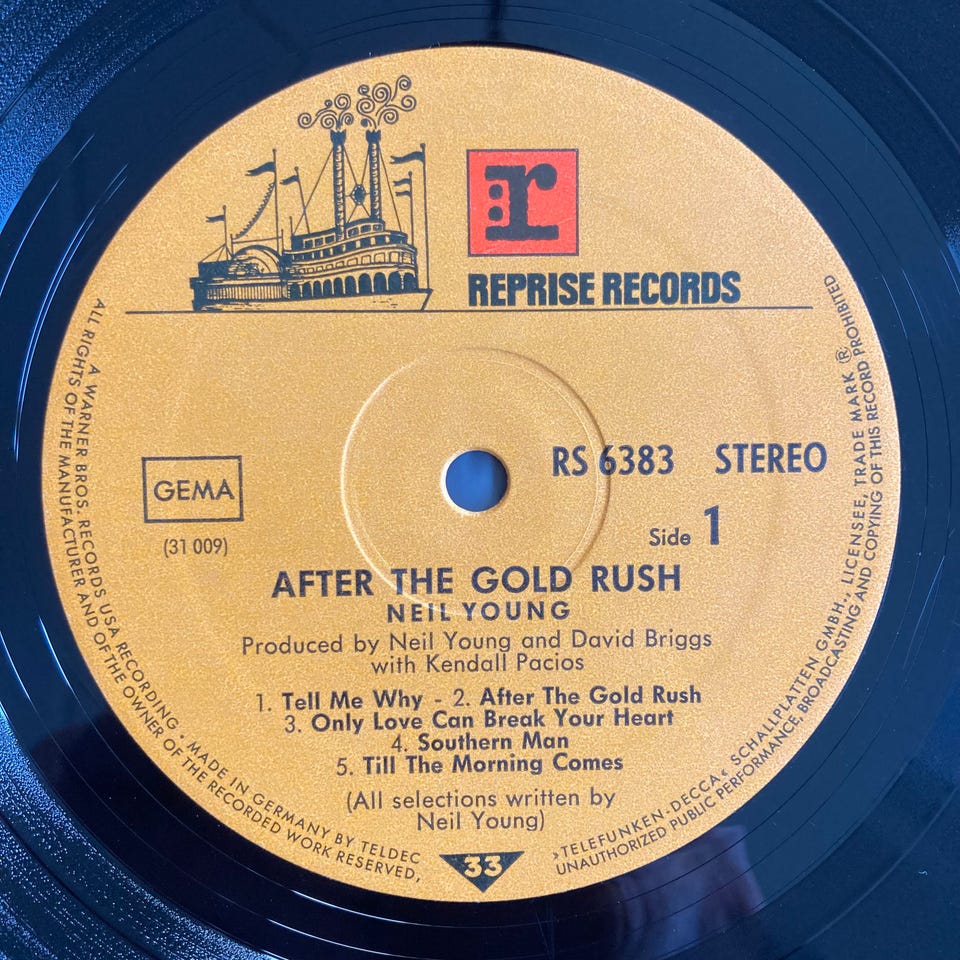 r
REPRISE RECORDS
RS 6383 STEREO
GEMA
(31 009)
Side 1
AFTER THE GOLD RUSH
NEIL YOUNG
Produced by Neil Young and David Briggs
with Kendall Pacios
1. Tell Me Why - 2. After The Gold Rush
3. Only Love Can Break Your Heart
4. Southern Man
5. Till The Morning Comes
(All selections written by
Neil Young)
33
A WARNER BROS. RECORDS USA RECORDING • MADE IN GERMANY BY TELDEC »TELEFUNKEN-DECCA« SCHALLPLATTEN GMBH., LICENSEE, TRADE MARK ®
ALL RIGHTS OF THE MANUFACTURER AND OF THE OWNER OF THE RECORDED WORK RESERVED, UNAUTHORIZED PUBLIC PERFORMANCE, BROADCASTING AND COPYING OF THIS RECORD PROHIBITED